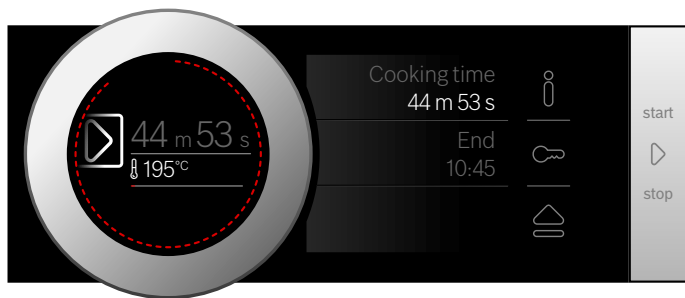 44 m 53 s
195°C
Cooking time
44 m 53 s
End
10:45
start
stop